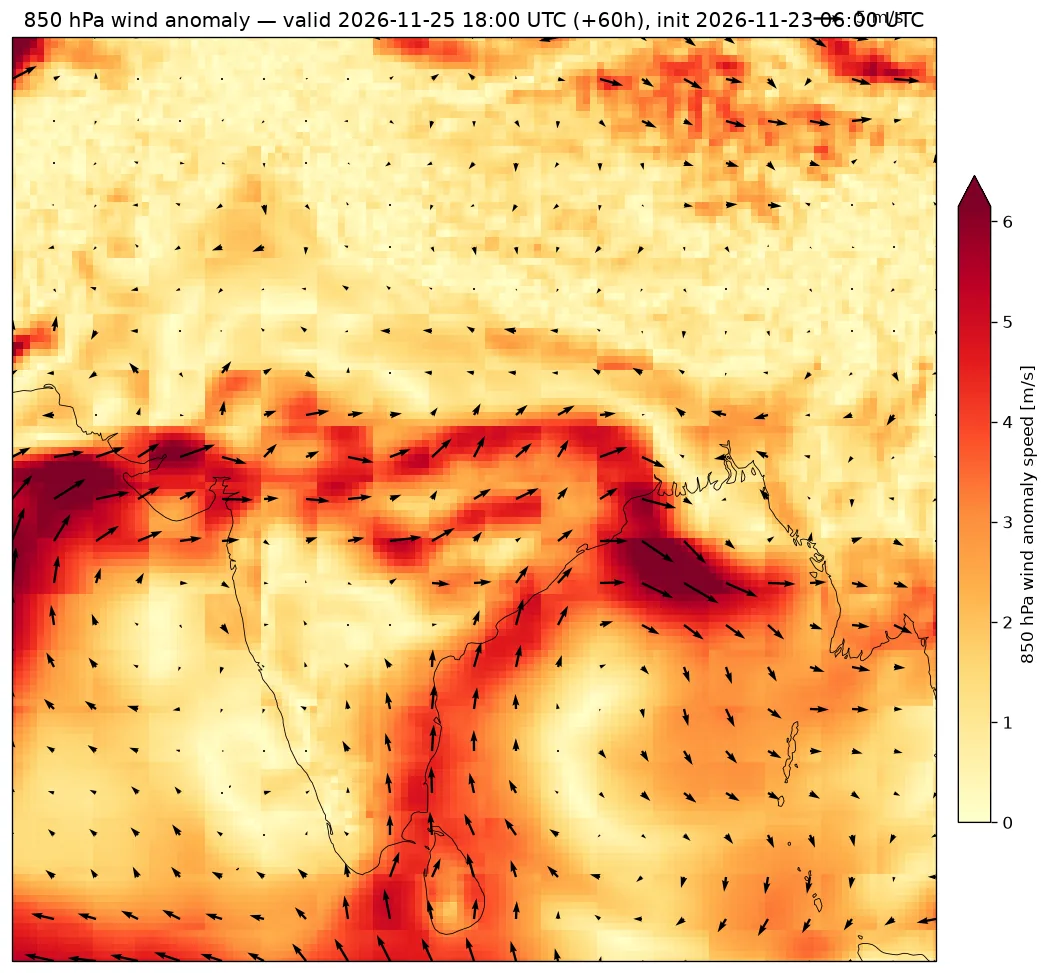 850 hPa wind anomaly — valid 2026-11-25 18:00 UTC (+60h), init 2026-11-23 06:00 UTC
5 m/s
6
5
4
3
2
1
0
850 hPa wind anomaly speed [m/s]